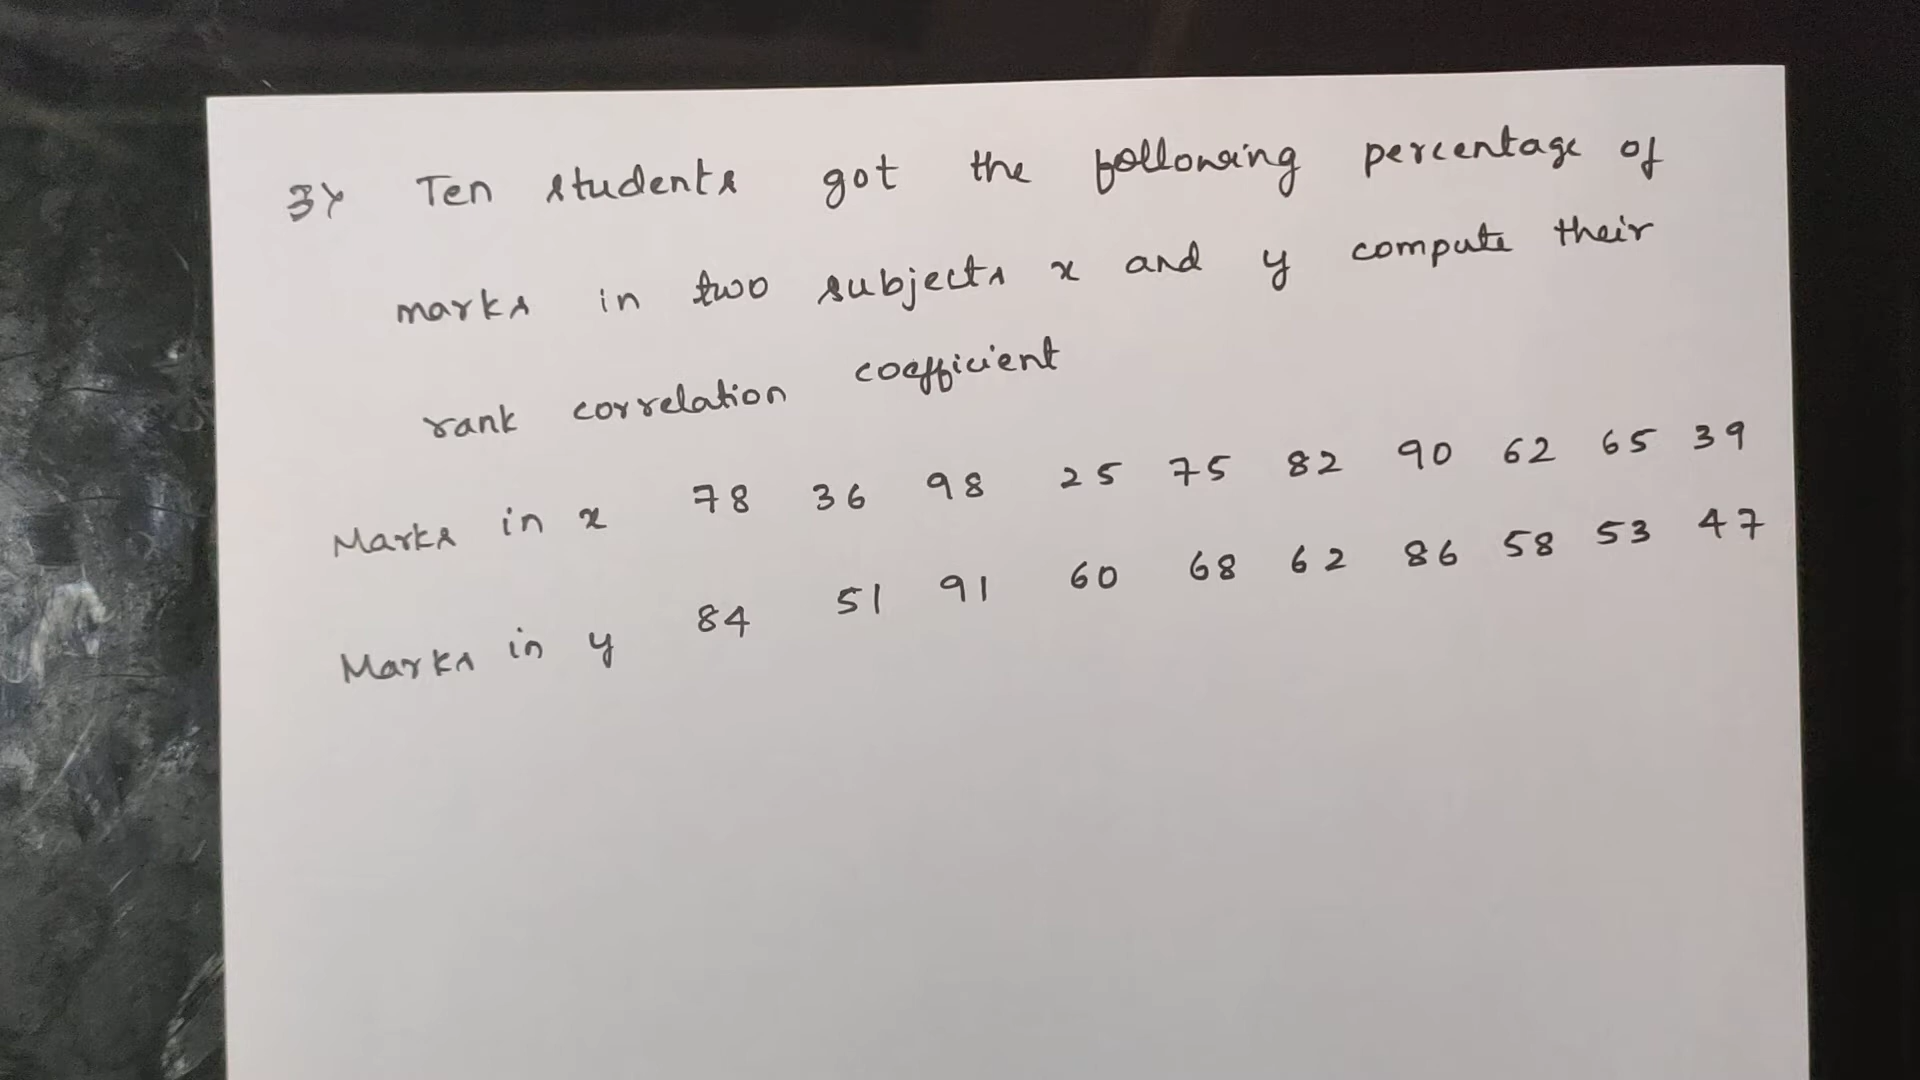 3) Ten students got the following percentage of
marks in two subjects x and y compute their
rank correlation coefficient
Marks in x 78 36 98 25 75 82 90 62 65 39
Marks in y 84 51 91 60 68 62 86 58 53 47